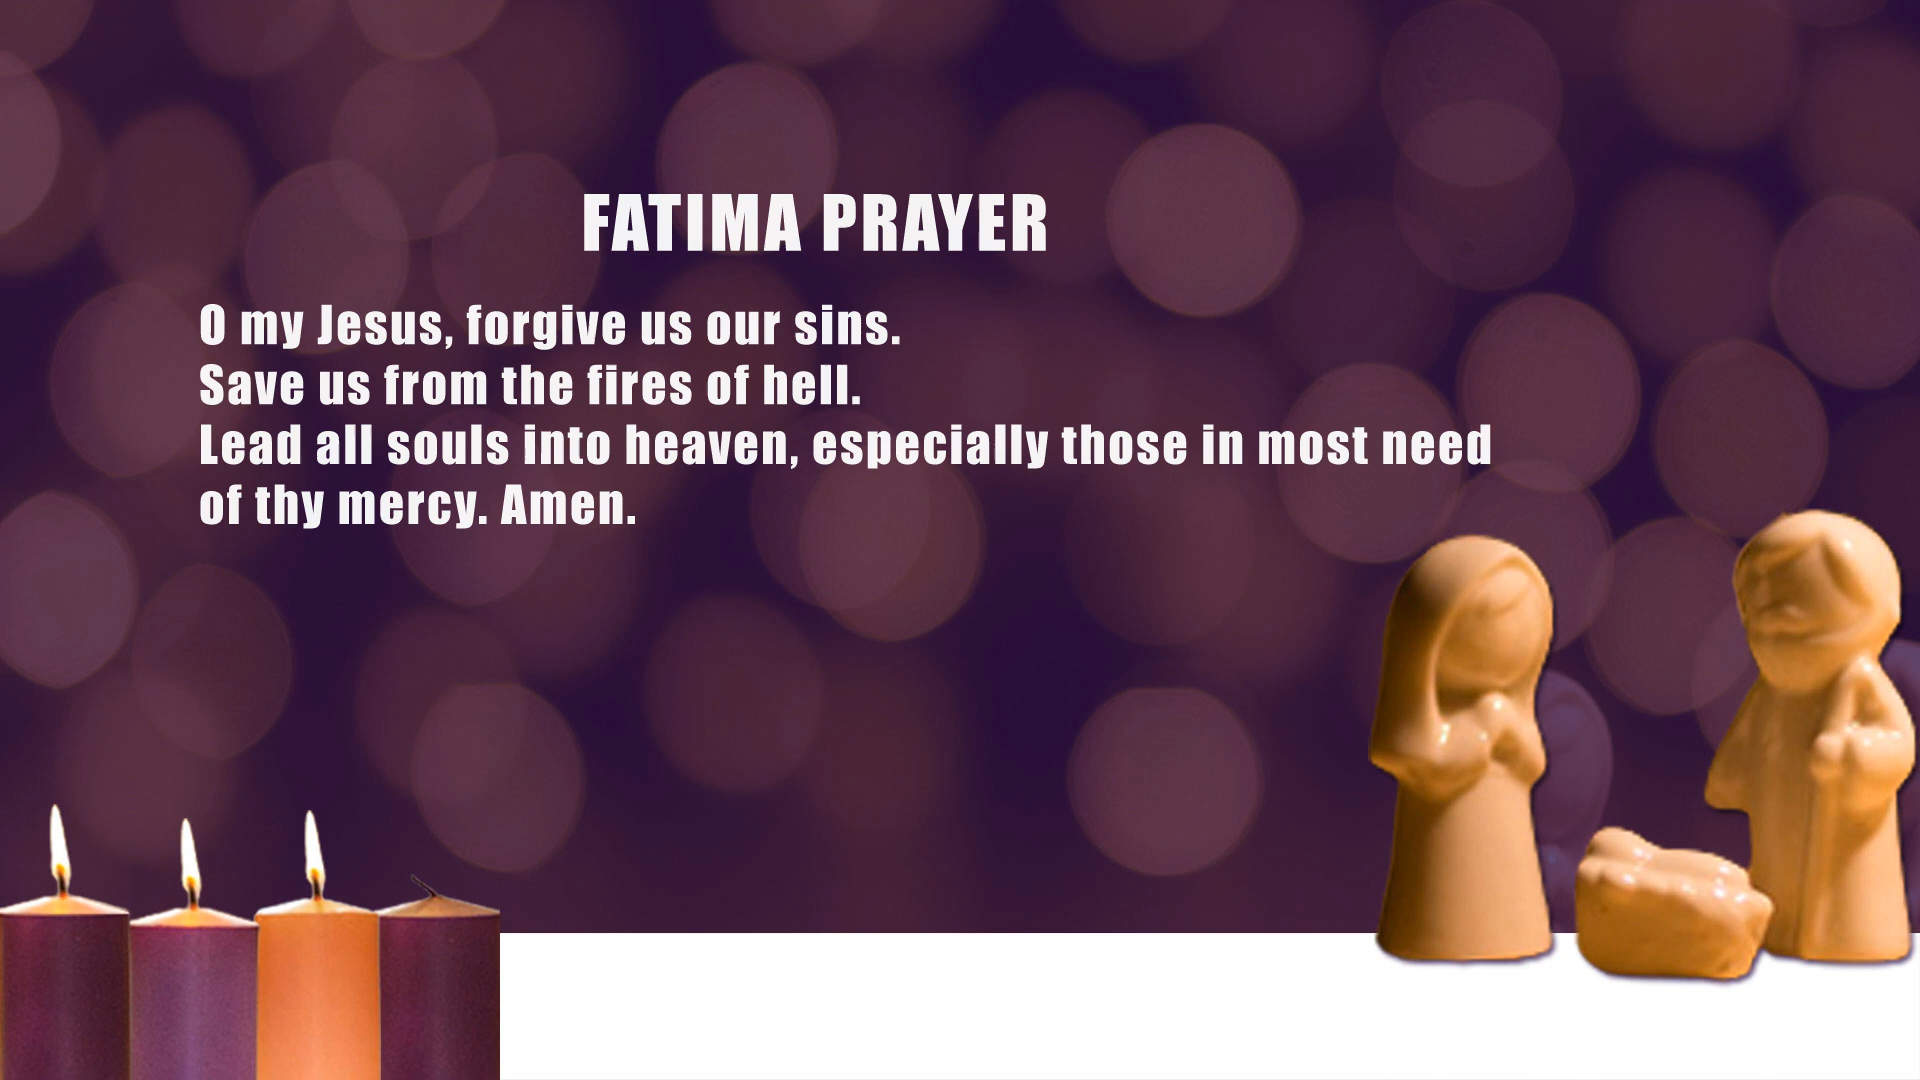 FATIMA PRAYER
O my Jesus, forgive us our sins.
Save us from the fires of hell.
Lead all souls into heaven, especially those in most need
of thy mercy. Amen.